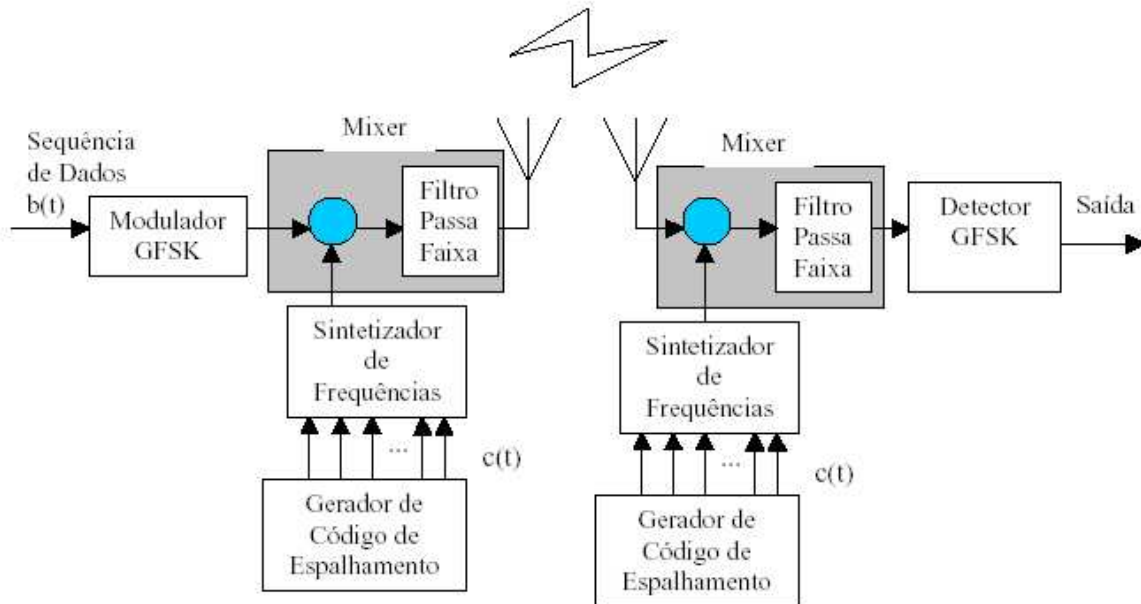 Sequência
de Dados
b(t)
Modulador
GFSK
Mixer
Filtro
Passa
Faixa
Sintetizador
de
Frequências
...
c(t)
Gerador de
Código de
Espalhamento
Mixer
Filtro
Passa
Faixa
Detector
GFSK
Saída
Sintetizador
de
Frequências
...
c(t)
Gerador de
Código de
Espalhamento